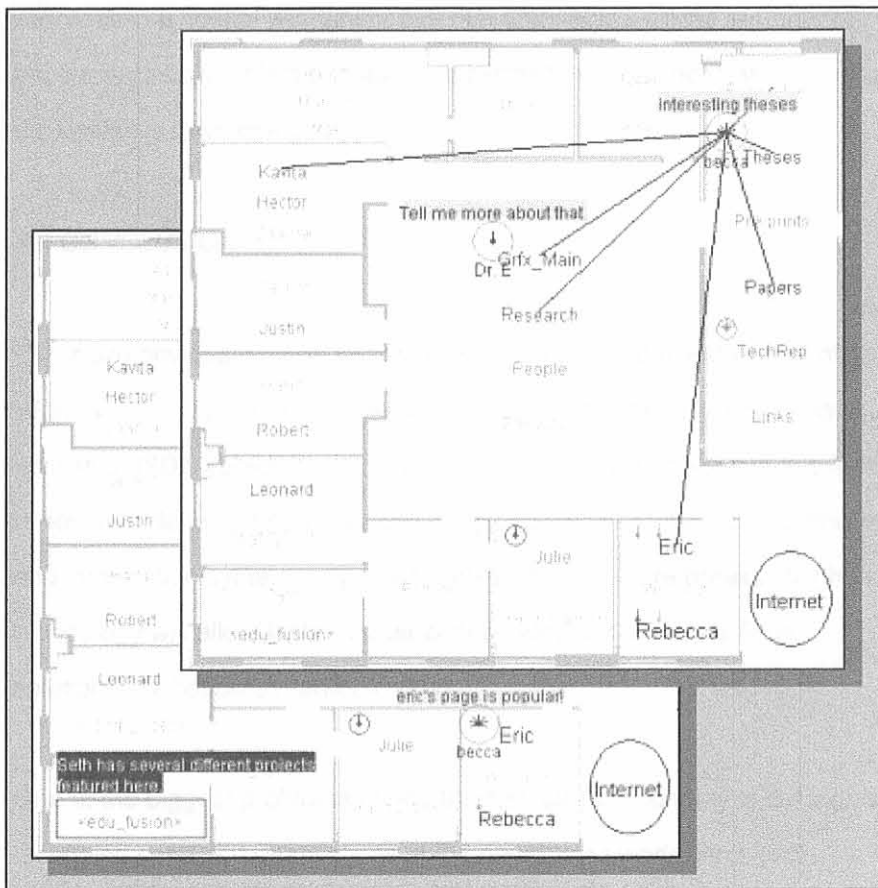 interesting theses
Kavita
becca
Theses
Hector
Tell me more about that
Pre prints
Grfx_Main
Dr. E
Papers
Research
Justin
TechRep
People
Links
Robert
Leonard
Julie
Eric
Internet
<edu_fusion>
Rebecca
Kavita
Hector
Justin
Robert
Leonard
eric's page is popular!
Julie
becca
Eric
Seth has several different projects
featured here.
Internet
<edu_fusion>
Rebecca